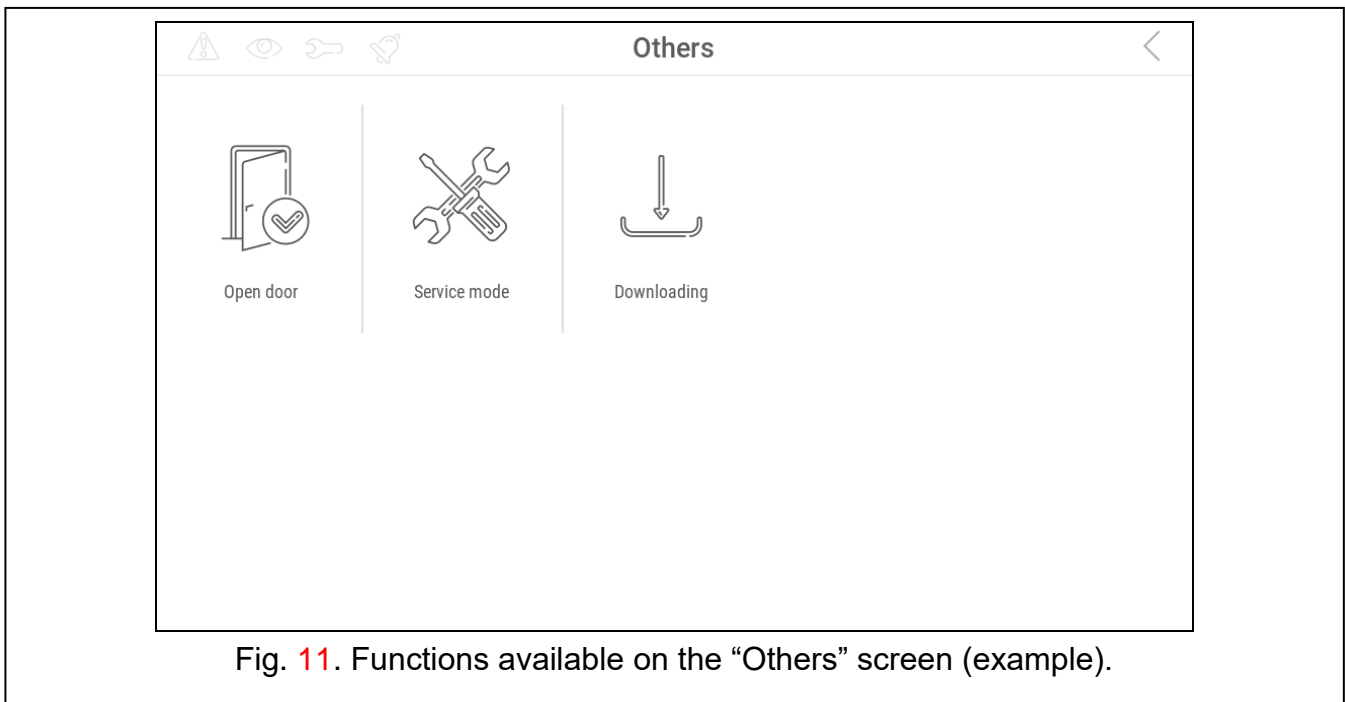 Others
Open door
Service mode
Downloading
Fig. 11. Functions available on the “Others” screen (example).